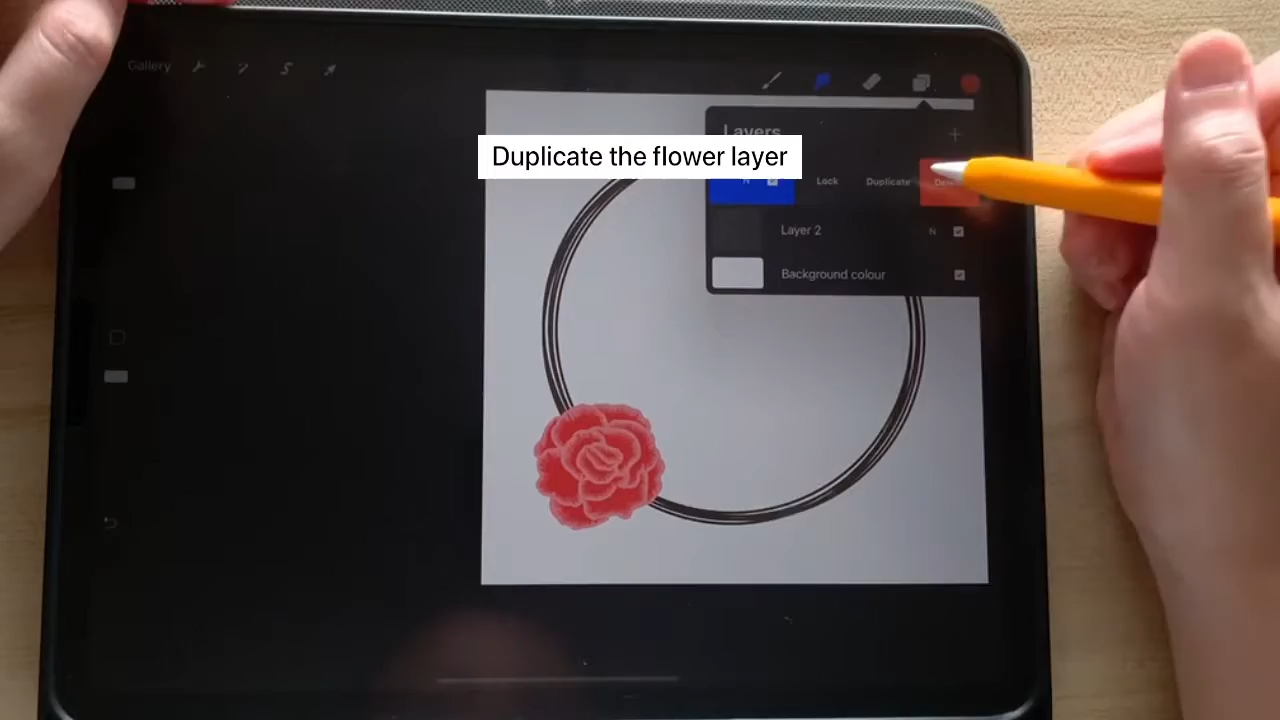 Gallery
Layers
Duplicate the flower layer
N
Lock
Duplicate
Layer 2
N
Background colour